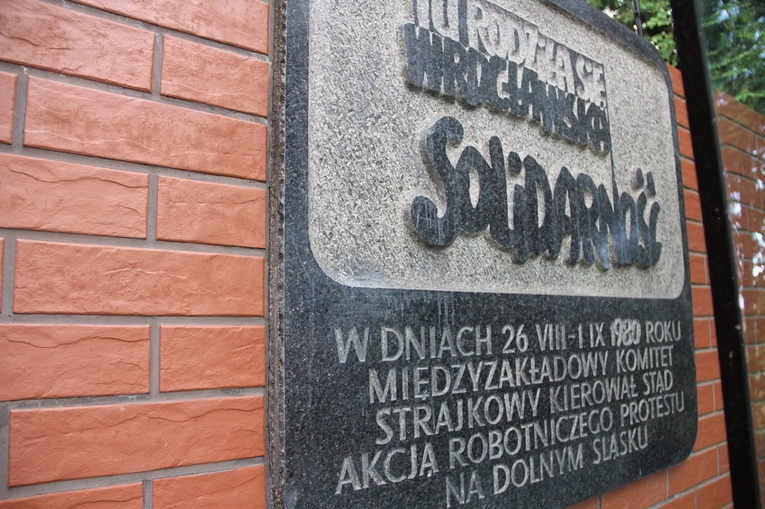 TU RODZIŁA SIĘ
WROCŁAWSKA
SOLiDARNOŚĆ
W DNIACH 26 VIII-I IX 1980 ROKU
MIĘDZYZAKŁADOWY KOMITET
STRAJKOWY KIEROWAŁ STĄD
AKCJĄ ROBOTNICZEGO PROTESTU
NA DOLNYM ŚLĄSKU